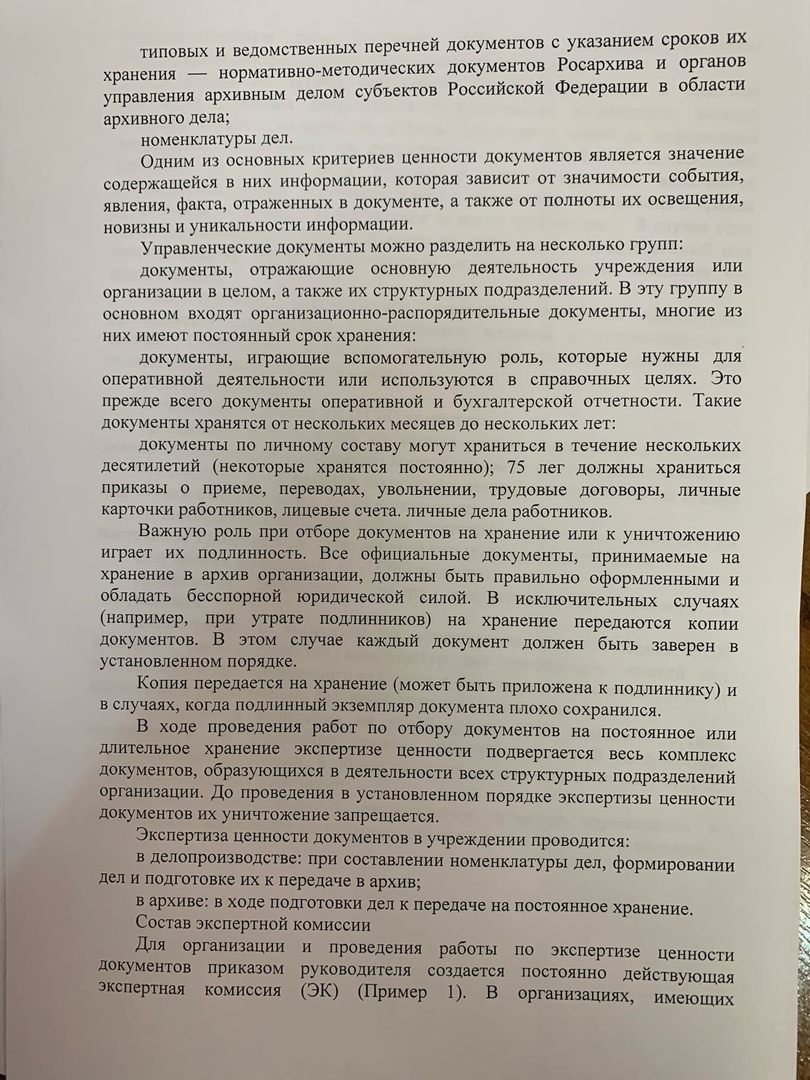 типовых и ведомственных перечней документов с указанием сроков их
хранения — нормативно-методических документов Росархива и органов
управления архивным делом субъектов Российской Федерации в области
архивного дела;
номенклатуры дел.
Одним из основных критериев ценности документов является значение
содержащейся в них информации, которая зависит от значимости события,
явления, факта, отраженных в документе, а также от полноты их освещения,
новизны и уникальности информации.
Управленческие документы можно разделить на несколько групп:
документы, отражающие основную деятельность учреждения или
организации в целом, а также их структурных подразделений. В эту группу в
основном входят организационно-распорядительные документы, многие из
них имеют постоянный срок хранения:
документы, играющие вспомогательную роль, которые нужны для
оперативной деятельности или используются в справочных целях. Это
прежде всего документы оперативной и бухгалтерской отчетности. Такие
документы хранятся от нескольких месяцев до нескольких лет:
документы по личному составу могут храниться в течение нескольких
десятилетий (некоторые хранятся постоянно); 75 лег должны храниться
приказы о приеме, переводах, увольнении, трудовые договоры, личные
карточки работников, лицевые счета. личные дела работников.
Важную роль при отборе документов на хранение или к уничтожению
играет их подлинность. Все официальные документы, принимаемые на
хранение в архив организации, должны быть правильно оформленными и
обладать бесспорной юридической силой. В исключительных случаях
(например, при утрате подлинников) на хранение передаются копии
документов. В этом случае каждый документ должен быть заверен в
установленном порядке.
Копия передается на хранение (может быть приложена к подлиннику) и
в случаях, когда подлинный экземпляр документа плохо сохранился.
В ходе проведения работ по отбору документов на постоянное или
длительное хранение экспертизе ценности подвергается весь комплекс
документов, образующихся в деятельности всех структурных подразделений
организации. До проведения в установленном порядке экспертизы ценности
документов их уничтожение запрещается.
Экспертиза ценности документов в учреждении проводится:
в делопроизводстве: при составлении номенклатуры дел, формировании
дел и подготовке их к передаче в архив;
в архиве: в ходе подготовки дел к передаче на постоянное хранение.
Состав экспертной комиссии
Для организации и проведения работы по экспертизе ценности
документов приказом руководителя создается постоянно действующая
экспертная комиссия (ЭК) (Пример 1). В организациях, имеющих